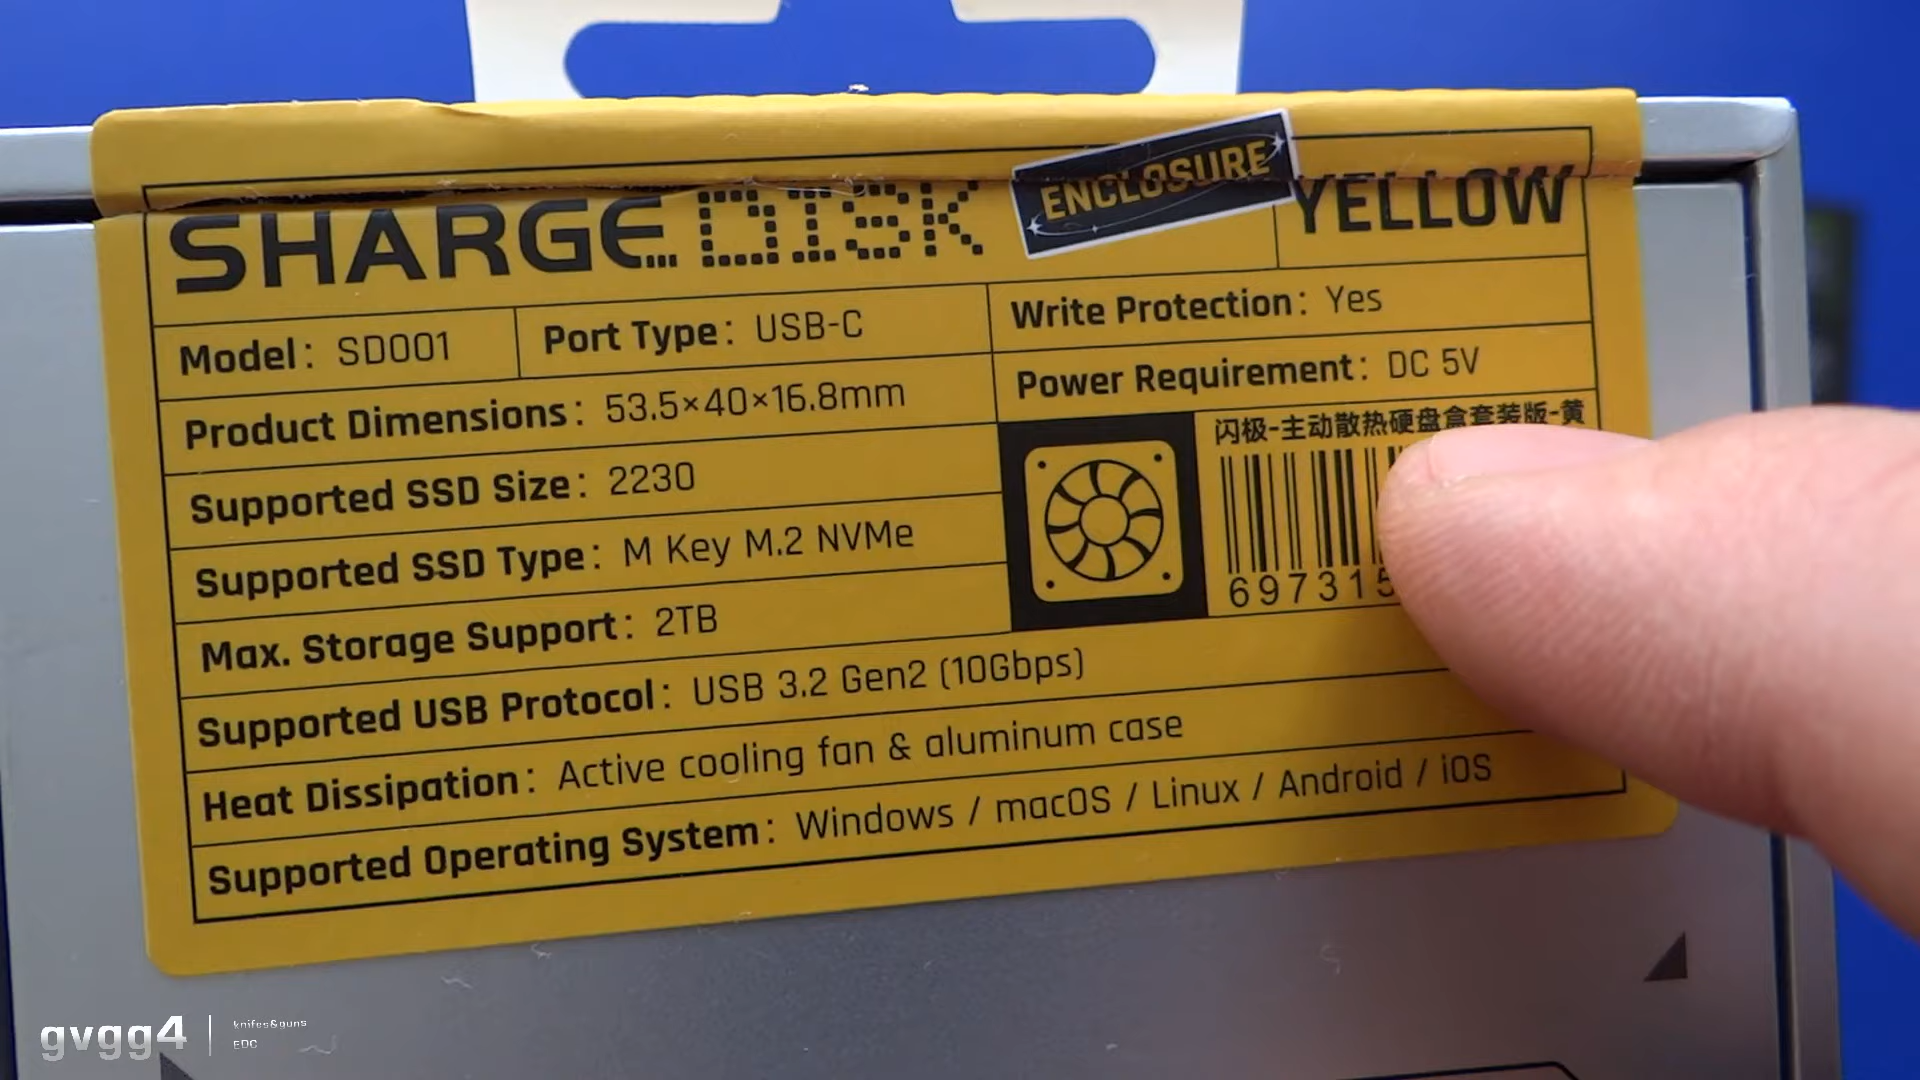 SHARGE DISK ENCLOSURE YELLOW
Model: SD001
Port Type: USB-C
Write Protection: Yes
Product Dimensions: 53.5×40×16.8mm
Power Requirement: DC 5V
Supported SSD Size: 2230
闪极-主动散热硬盘盒套装版-黄
Supported SSD Type: M Key M.2 NVMe
697315
Max. Storage Support: 2TB
Supported USB Protocol: USB 3.2 Gen2 (10Gbps)
Heat Dissipation: Active cooling fan & aluminum case
Supported Operating System: Windows / macOS / Linux / Android / iOS
gvgg4
knifes&guns
EDC